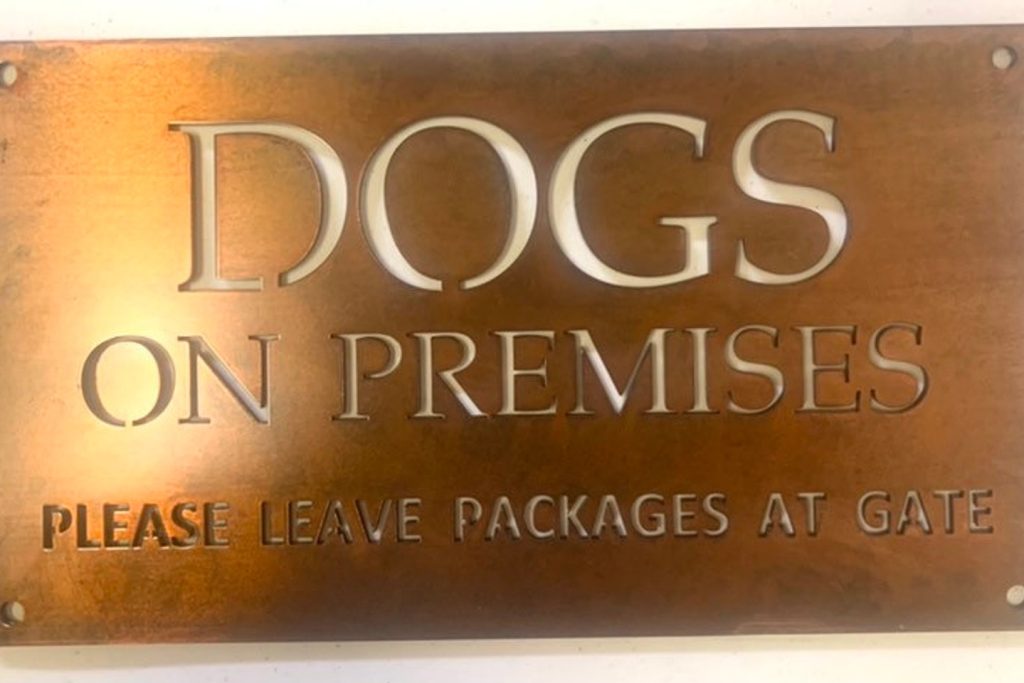 DOGS
ON PREMISES
PLEASE LEAVE PACKAGES AT GATE